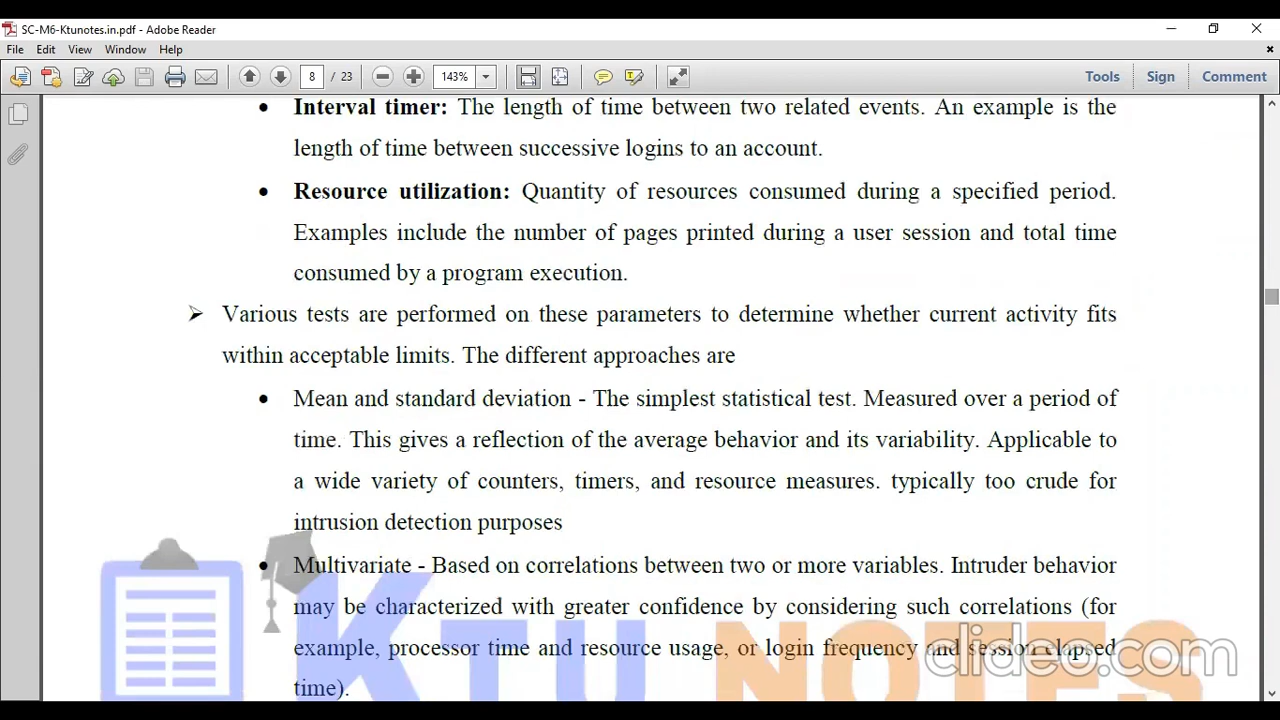 SC-M6-Ktunotes.in.pdf - Adobe Reader
File Edit View Window Help
8 / 23 143% Tools Sign Comment
• Interval timer: The length of time between two related events. An example is the
length of time between successive logins to an account.
• Resource utilization: Quantity of resources consumed during a specified period.
Examples include the number of pages printed during a user session and total time
consumed by a program execution.
➢ Various tests are performed on these parameters to determine whether current activity fits
within acceptable limits. The different approaches are
• Mean and standard deviation - The simplest statistical test. Measured over a period of
time. This gives a reflection of the average behavior and its variability. Applicable to
a wide variety of counters, timers, and resource measures. typically too crude for
intrusion detection purposes
• Multivariate - Based on correlations between two or more variables. Intruder behavior
may be characterized with greater confidence by considering such correlations (for
example, processor time and resource usage, or login frequency and session elapsed
time).
KTU NOTES
clideo.com